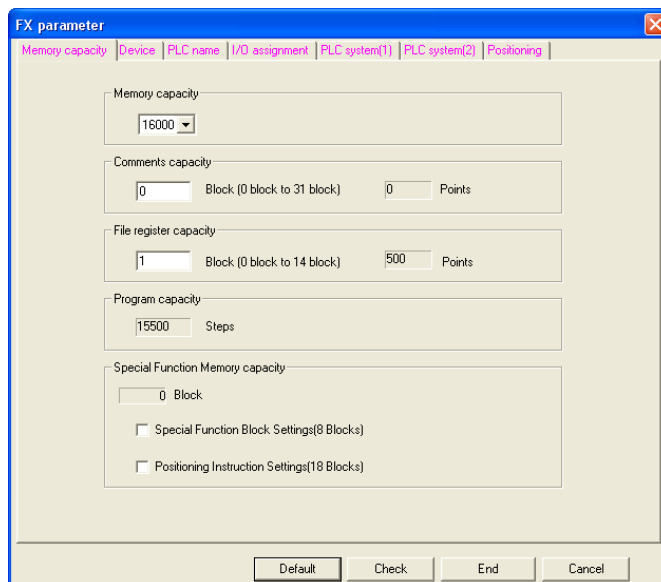 FX parameter
Memory capacity Device PLC name I/O assignment PLC system(1) PLC system(2) Positioning
Memory capacity
16000
Comments capacity
0 Block (0 block to 31 block) 0 Points
File register capacity
1 Block (0 block to 14 block) 500 Points
Program capacity
15500 Steps
Special Function Memory capacity
0 Block
Special Function Block Settings(8 Blocks)
Positioning Instruction Settings(18 Blocks)
Default Check End Cancel